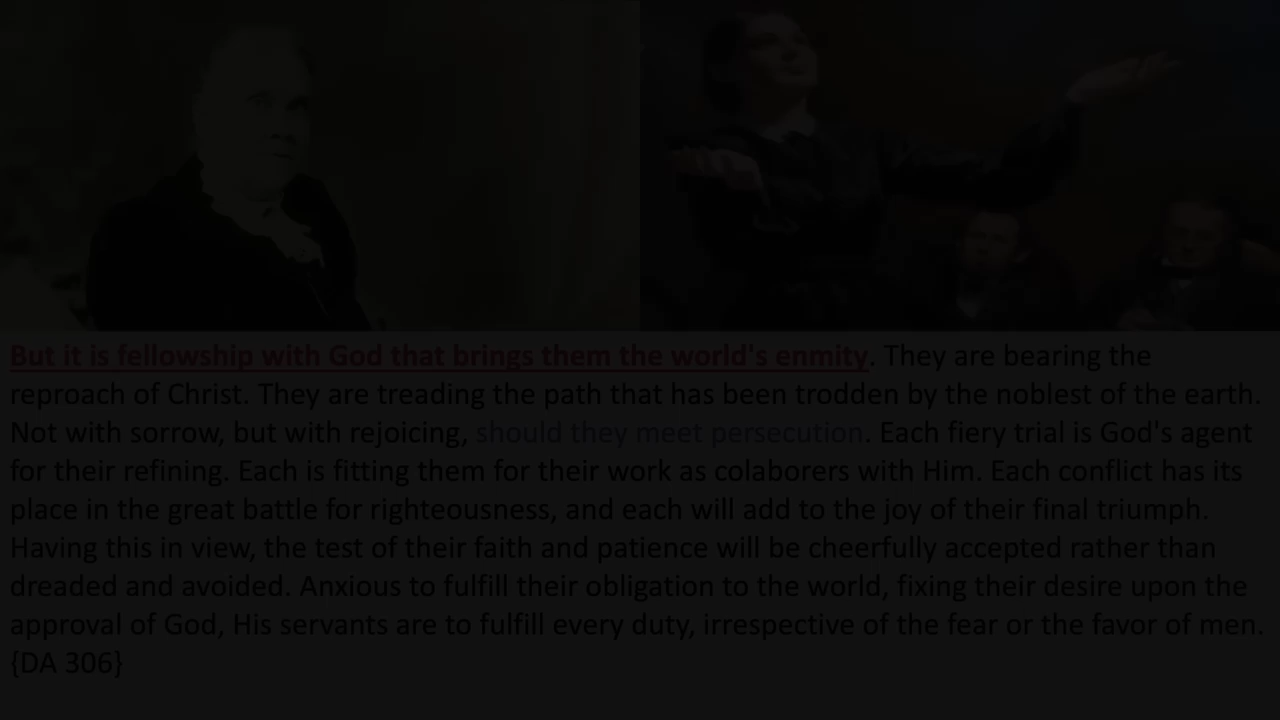 But it is fellowship with God that brings them the world's enmity. They are bearing the
reproach of Christ. They are treading the path that has been trodden by the noblest of the earth.
Not with sorrow, but with rejoicing, should they meet persecution. Each fiery trial is God's agent
for their refining. Each is fitting them for their work as colaborers with Him. Each conflict has its
place in the great battle for righteousness, and each will add to the joy of their final triumph.
Having this in view, the test of their faith and patience will be cheerfully accepted rather than
dreaded and avoided. Anxious to fulfill their obligation to the world, fixing their desire upon the
approval of God, His servants are to fulfill every duty, irrespective of the fear or the favor of men.
{DA 306}